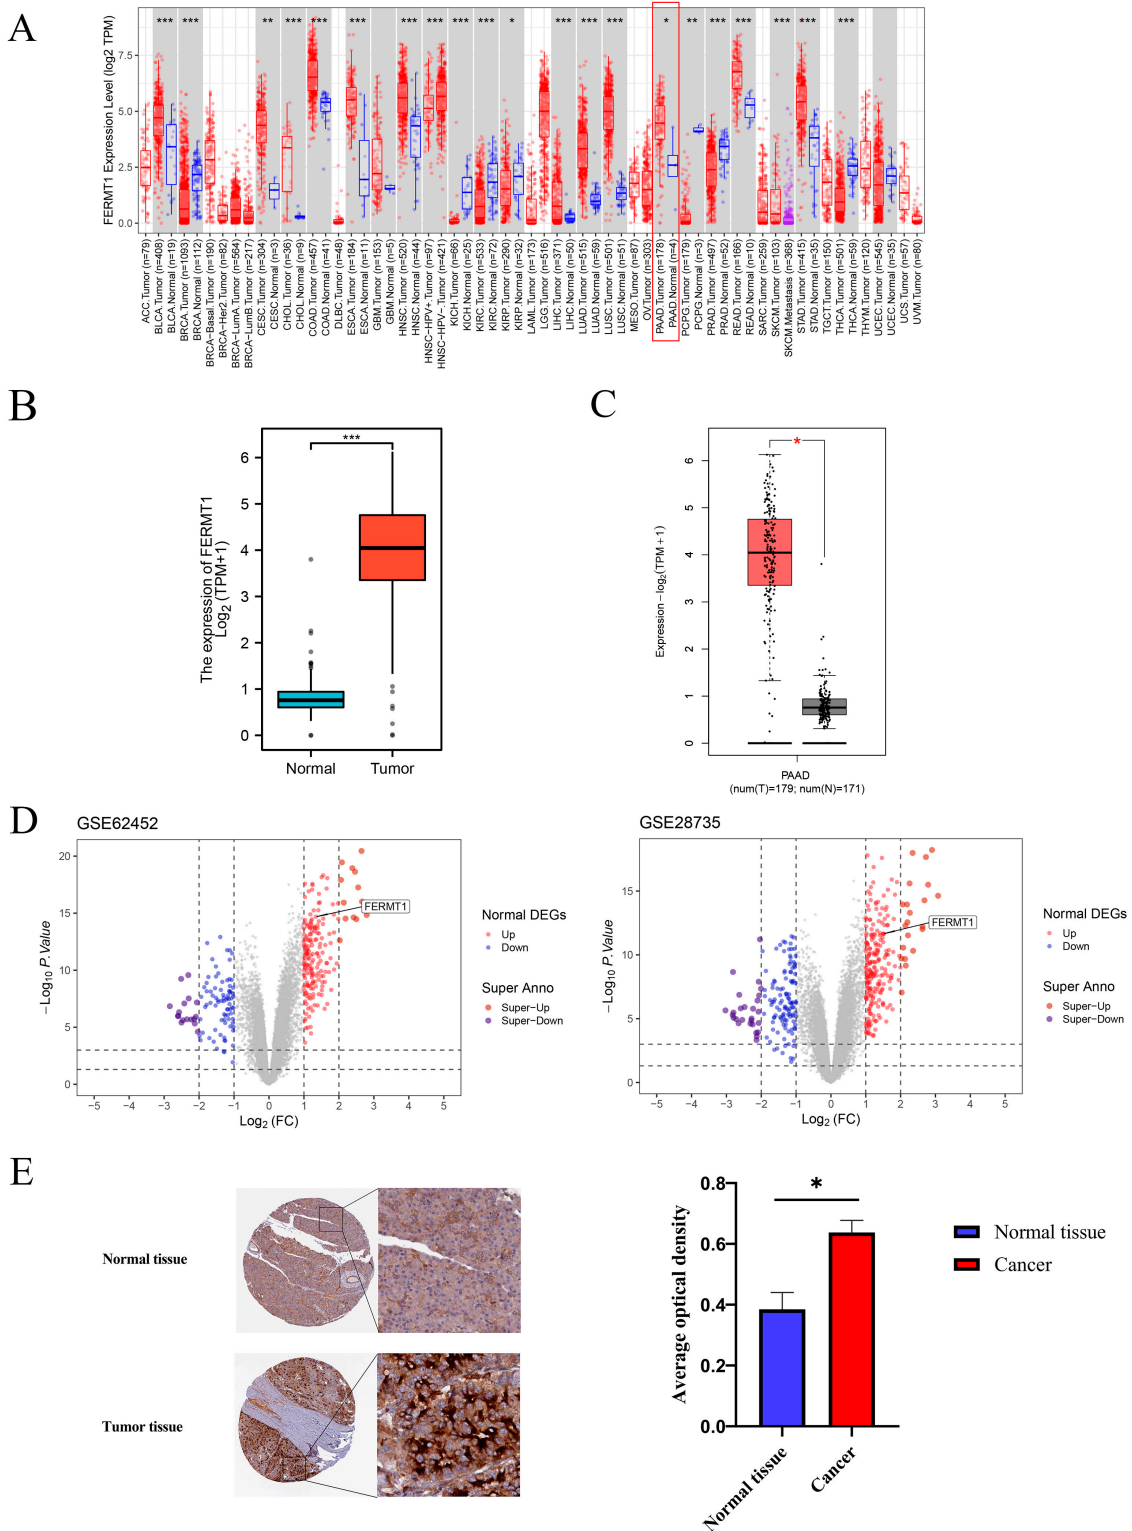 A
FERMT1 Expression Level (log2 TPM)
7.5
5.0
2.5
0.0
*** *** ** *** *** *** *** *** *** *** * *** *** *** * ** *** *** *** *** ***
ACC.Tumor (n=79)
BLCA.Tumor (n=408)
BLCA.Normal (n=19)
BRCA.Tumor (n=1093)
BRCA.Normal (n=112)
BRCA-Basal.Tumor (n=190)
BRCA-Her2.Tumor (n=82)
BRCA-LumA.Tumor (n=564)
BRCA-LumB.Tumor (n=217)
CESC.Tumor (n=304)
CESC.Normal (n=3)
CHOL.Tumor (n=36)
CHOL.Normal (n=9)
COAD.Tumor (n=457)
COAD.Normal (n=41)
DLBC.Tumor (n=48)
ESCA.Tumor (n=184)
ESCA.Normal (n=11)
GBM.Tumor (n=153)
GBM.Normal (n=5)
HNSC.Tumor (n=520)
HNSC.Normal (n=44)
HNSC-HPV+.Tumor (n=97)
HNSC-HPV-.Tumor (n=421)
KICH.Tumor (n=66)
KICH.Normal (n=25)
KIRC.Tumor (n=533)
KIRC.Normal (n=72)
KIRP.Tumor (n=290)
KIRP.Normal (n=32)
LAML.Tumor (n=173)
LGG.Tumor (n=516)
LIHC.Tumor (n=371)
LIHC.Normal (n=50)
LUAD.Tumor (n=515)
LUAD.Normal (n=59)
LUSC.Tumor (n=501)
LUSC.Normal (n=51)
MESO.Tumor (n=87)
OV.Tumor (n=303)
PAAD.Tumor (n=178)
PAAD.Normal (n=4)
PCPG.Tumor (n=179)
PCPG.Normal (n=3)
PRAD.Tumor (n=497)
PRAD.Normal (n=52)
READ.Tumor (n=166)
READ.Normal (n=10)
SARC.Tumor (n=259)
SKCM.Tumor (n=103)
SKCM.Metastasis (n=368)
STAD.Tumor (n=415)
STAD.Normal (n=35)
TGCT.Tumor (n=150)
THCA.Tumor (n=501)
THCA.Normal (n=59)
THYM.Tumor (n=120)
UCEC.Tumor (n=545)
UCEC.Normal (n=35)
UCS.Tumor (n=57)
UVM.Tumor (n=80)
B
The expression of FERMT1
Log2 (TPM+1)
6
5
4
3
2
1
0
***
Normal Tumor
C
Expression − log2(TPM + 1)
6
5
4
3
2
1
0
*
PAAD
(num(T)=179; num(N)=171)
D
GSE62452
−Log10 P.Value
20
15
10
5
0
FERMT1
−5 −4 −3 −2 −1 0 1 2 3 4 5
Log2 (FC)
Normal DEGs
Up
Down
Super Anno
Super−Up
Super−Down
GSE28735
−Log10 P.Value
15
10
5
0
FERMT1
−5 −4 −3 −2 −1 0 1 2 3 4 5
Log2 (FC)
Normal DEGs
Up
Down
Super Anno
Super−Up
Super−Down
E
Normal tissue
Tumor tissue
Average optical density
0.8
0.6
0.4
0.2
0.0
*
Normal tissue
Cancer
Normal tissue
Cancer